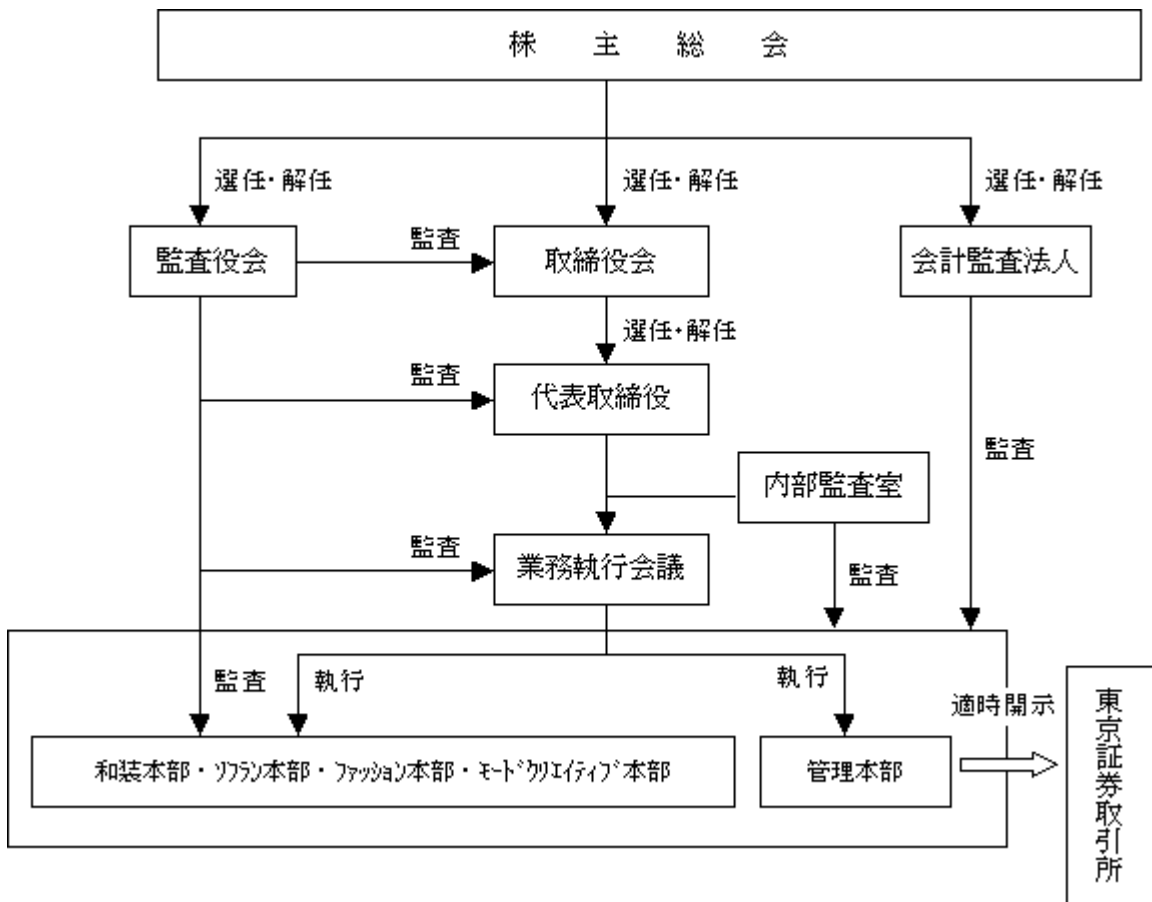 株主総会
選任・解任
選任・解任
選任・解任
監査役会
監査
取締役会
会計監査法人
選任・解任
監査
代表取締役
監査
内部監査室
監査
業務執行会議
監査
監査
執行
執行
適時開示
和装本部・ソフラン本部・ファッション本部・モードクリエイティブ本部
管理本部
東京証券取引所